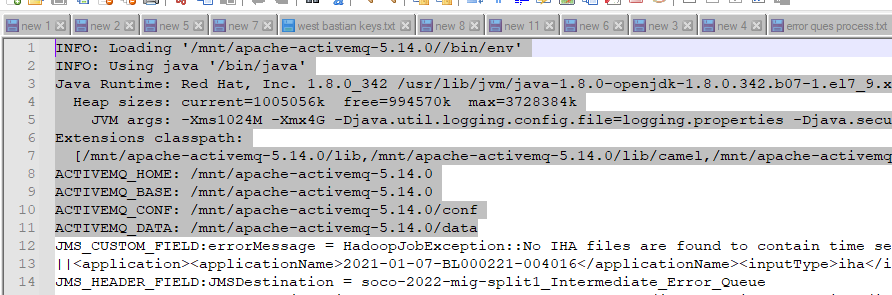 new 1 new 2 new 5 new 7 west bastian keys.txt new 8 new 11 new 6 new 3 new 4 error ques process.txt
1 INFO: Loading '/mnt/apache-activemq-5.14.0//bin/env'
2 INFO: Using java '/bin/java'
3 Java Runtime: Red Hat, Inc. 1.8.0_342 /usr/lib/jvm/java-1.8.0-openjdk-1.8.0.342.b07-1.el7_9.x
4 Heap sizes: current=1005056k free=994570k max=3728384k
5 JVM args: -Xms1024M -Xmx4G -Djava.util.logging.config.file=logging.properties -Djava.secu
6 Extensions classpath:
7 [/mnt/apache-activemq-5.14.0/lib,/mnt/apache-activemq-5.14.0/lib/camel,/mnt/apache-activemq
8 ACTIVEMQ_HOME: /mnt/apache-activemq-5.14.0
9 ACTIVEMQ_BASE: /mnt/apache-activemq-5.14.0
10 ACTIVEMQ_CONF: /mnt/apache-activemq-5.14.0/conf
11 ACTIVEMQ_DATA: /mnt/apache-activemq-5.14.0/data
12 JMS_CUSTOM_FIELD:errorMessage = HadoopJobException::No IHA files are found to contain time se
13 ||<application><applicationName>2021-01-07-BL000221-004016</applicationName><inputType>iha</i
14 JMS_HEADER_FIELD:JMSDestination = soco-2022-mig-split1_Intermediate_Error_Queue